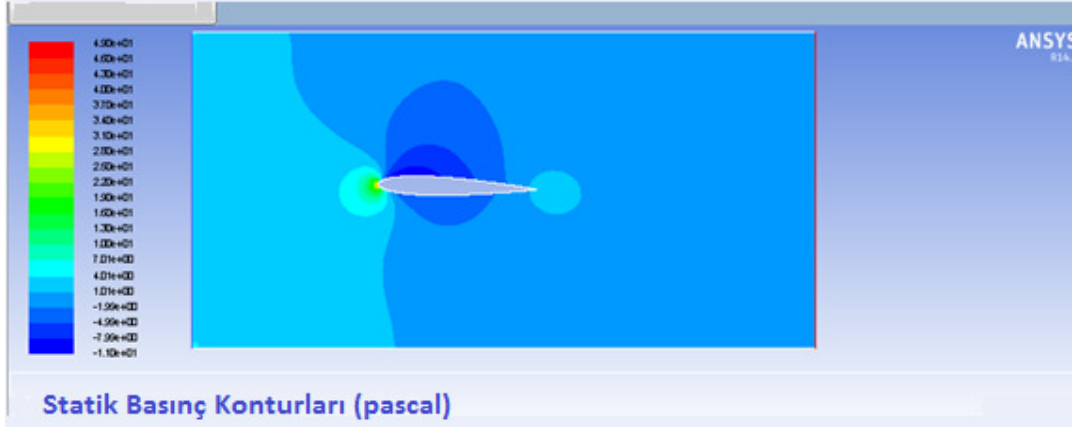 4.90e+01
4.60e+01
4.30e+01
4.00e+01
3.70e+01
3.40e+01
3.10e+01
2.80e+01
2.50e+01
2.20e+01
1.90e+01
1.60e+01
1.30e+01
1.00e+01
7.01e+00
4.01e+00
1.01e+00
-1.99e+00
-4.99e+00
-7.99e+00
-1.10e+01
ANSYS
R14.
Statik Basınç Konturları (pascal)